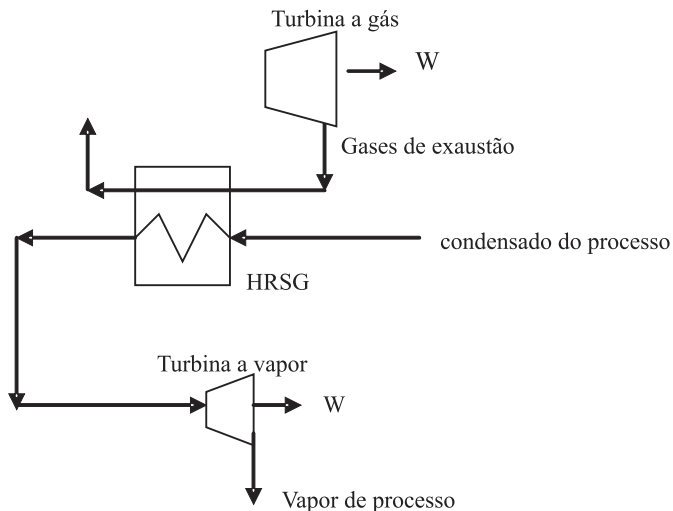 Turbina a gás
W
Gases de exaustão
condensado do processo
HRSG
Turbina a vapor
W
Vapor de processo